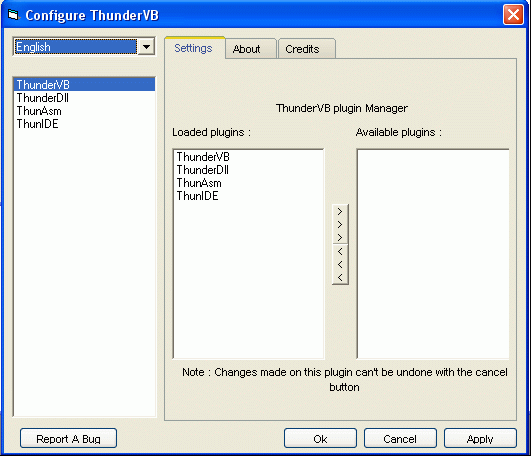 Configure ThunderVB
English
Settings
About
Credits
ThunderVB
ThunderDll
ThunAsm
ThunIDE
ThunderVB plugin Manager
Loaded plugins :
Available plugins :
ThunderVB
ThunderDll
ThunAsm
ThunIDE
>
>
>
<
<
<
Note : Changes made on this plugin can't be undone with the cancel
button
Report A Bug
Ok
Cancel
Apply